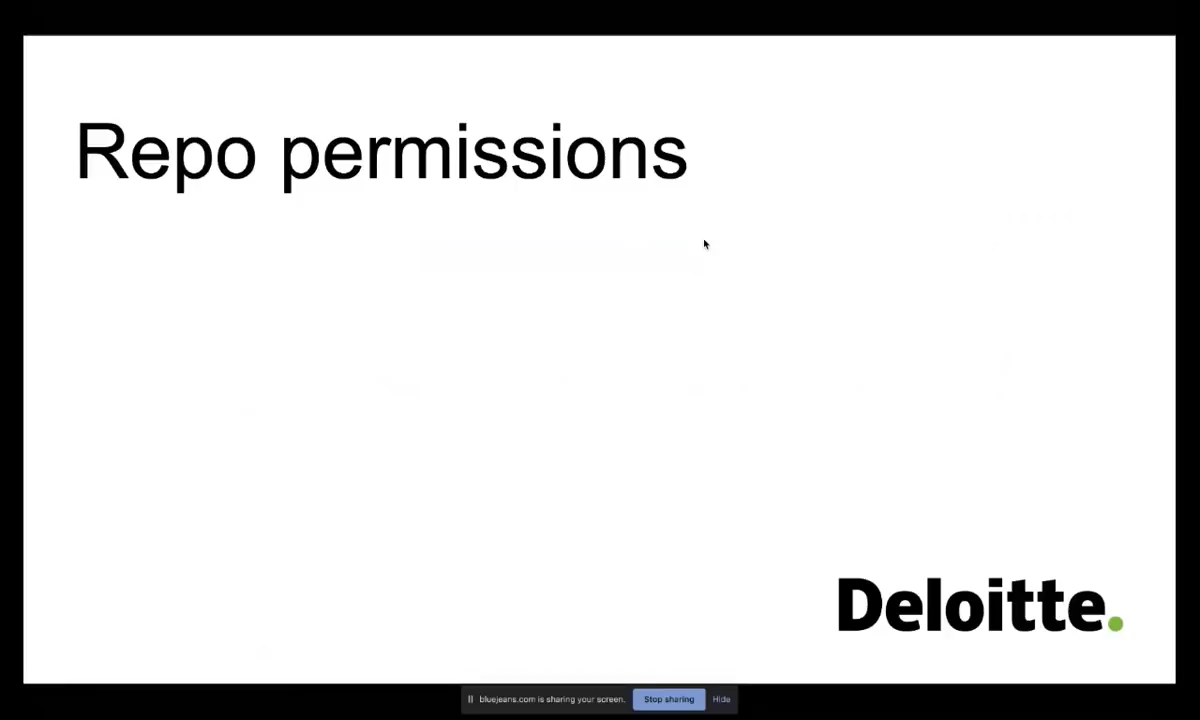 Repo permissions
Deloitte.
bluejeans.com is sharing your screen. Stop sharing Hide